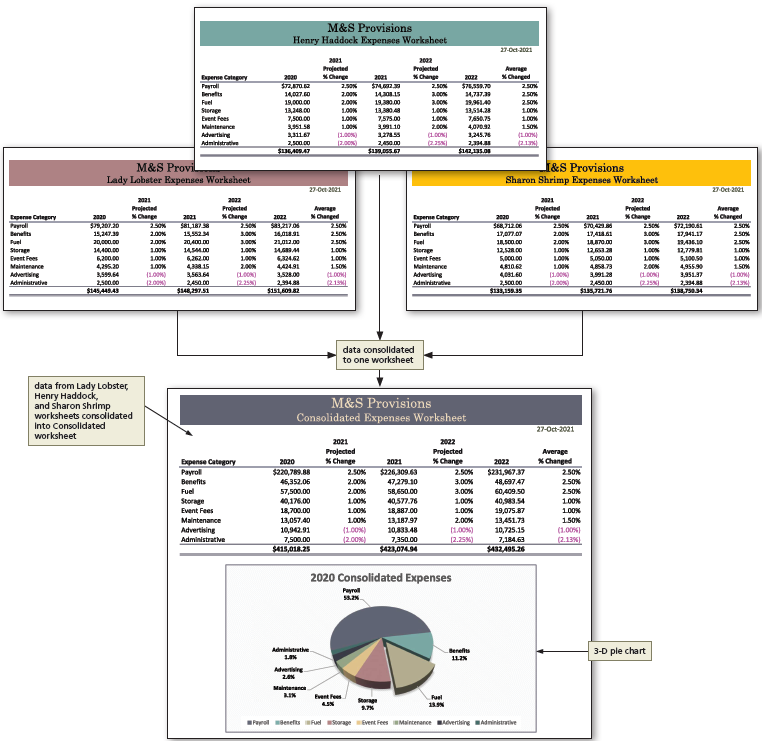 M&S Provisions
Henry Haddock Expenses Worksheet
27-Oct-2021
2021 2022
Projected Projected Average
Expense Category 2020 % Change 2021 % Change 2022 % Change
Payroll $72,870.62 2.50% $74,692.39 2.50% $76,559.70 2.50%
Benefits 14,027.60 2.00% 14,308.15 3.00% 14,737.39 2.50%
Fuel 19,000.00 2.00% 19,380.00 3.00% 19,961.40 2.50%
Storage 13,248.00 1.00% 13,380.48 1.00% 13,514.28 1.00%
Event Fees 7,500.00 1.00% 7,575.00 1.00% 7,650.75 1.00%
Maintenance 3,951.58 1.00% 3,991.10 2.00% 4,070.92 1.50%
Advertising 3,311.67 (1.00%) 3,278.55 (1.00%) 3,245.76 (1.00%)
Administrative 2,500.00 (2.00%) 2,450.00 (2.25%) 2,394.88 (2.13%)
$136,409.47 $139,055.67 $142,135.08
M&S Provi
Lady Lobster Expenses Worksheet
27-Oct-2021
2021 2022
Projected Projected Average
Expense Category 2020 % Change 2021 % Change 2022 % Change
Payroll $79,207.20 2.50% $81,187.38 2.50% $83,217.06 2.50%
Benefits 15,247.39 2.00% 15,552.34 3.00% 16,018.91 2.50%
Fuel 20,000.00 2.00% 20,400.00 3.00% 21,012.00 2.50%
Storage 14,400.00 1.00% 14,544.00 1.00% 14,689.44 1.00%
Event Fees 6,200.00 1.00% 6,262.00 1.00% 6,324.62 1.00%
Maintenance 4,295.20 1.00% 4,338.15 2.00% 4,424.91 1.50%
Advertising 3,599.64 (1.00%) 3,563.64 (1.00%) 3,528.00 (1.00%)
Administrative 2,500.00 (2.00%) 2,450.00 (2.25%) 2,394.88 (2.13%)
$145,449.43 $148,297.51 $151,609.82
M&S Provisions
Sharon Shrimp Expenses Worksheet
27-Oct-2021
2021 2022
Projected Projected Average
Expense Category 2020 % Change 2021 % Change 2022 % Change
Payroll $68,712.06 2.50% $70,429.86 2.50% $72,190.61 2.50%
Benefits 17,077.07 2.00% 17,418.61 3.00% 17,941.17 2.50%
Fuel 18,500.00 2.00% 18,870.00 3.00% 19,436.10 2.50%
Storage 12,528.00 1.00% 12,653.28 1.00% 12,779.81 1.00%
Event Fees 5,000.00 1.00% 5,050.00 1.00% 5,100.50 1.00%
Maintenance 4,810.62 1.00% 4,858.73 2.00% 4,955.90 1.50%
Advertising 4,031.60 (1.00%) 3,991.28 (1.00%) 3,951.37 (1.00%)
Administrative 2,500.00 (2.00%) 2,450.00 (2.25%) 2,394.88 (2.13%)
$133,159.35 $135,721.76 $138,750.34
data consolidated
to one worksheet
data from Lady Lobster,
Henry Haddock,
and Sharon Shrimp
worksheets consolidated
into Consolidated
worksheet
M&S Provisions
Consolidated Expenses Worksheet
27-Oct-2021
2021 2022
Projected Projected Average
Expense Category 2020 % Change 2021 % Change 2022 % Changed
Payroll $220,789.88 2.50% $226,309.63 2.50% $231,967.37 2.50%
Benefits 46,352.06 2.00% 47,279.10 3.00% 48,697.47 2.50%
Fuel 57,500.00 2.00% 58,650.00 3.00% 60,409.50 2.50%
Storage 40,176.00 1.00% 40,577.76 1.00% 40,983.54 1.00%
Event Fees 18,700.00 1.00% 18,887.00 1.00% 19,075.87 1.00%
Maintenance 13,057.40 1.00% 13,187.97 2.00% 13,451.73 1.50%
Advertising 10,942.91 (1.00%) 10,833.48 (1.00%) 10,725.15 (1.00%)
Administrative 7,500.00 (2.00%) 7,350.00 (2.25%) 7,184.63 (2.13%)
$415,018.25 $423,074.94 $432,495.26
2020 Consolidated Expenses
Payroll
53.2%
Benefits
11.2%
Fuel
13.9%
Storage
9.7%
Event Fees
4.5%
Maintenance
3.1%
Advertising
2.6%
Administrative
1.8%
Payroll Benefits Fuel Storage Event Fees Maintenance Advertising Administrative
3-D pie chart